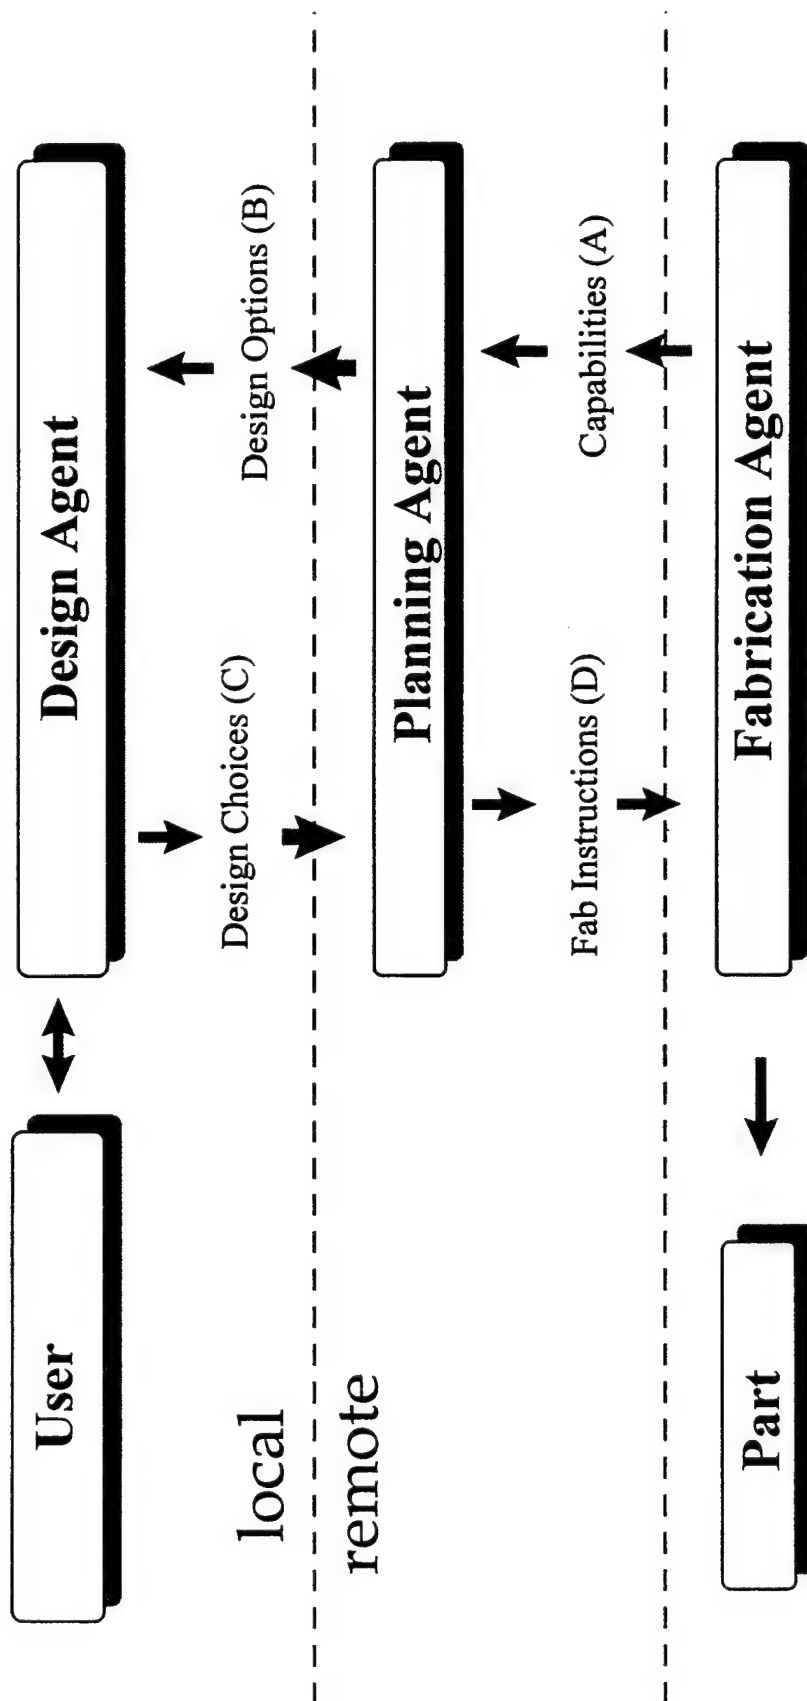 User
Design Agent
Design Choices (C)
Design Options (B)
local
remote
Planning Agent
Fab Instructions (D)
Capabilities (A)
Part
Fabrication Agent